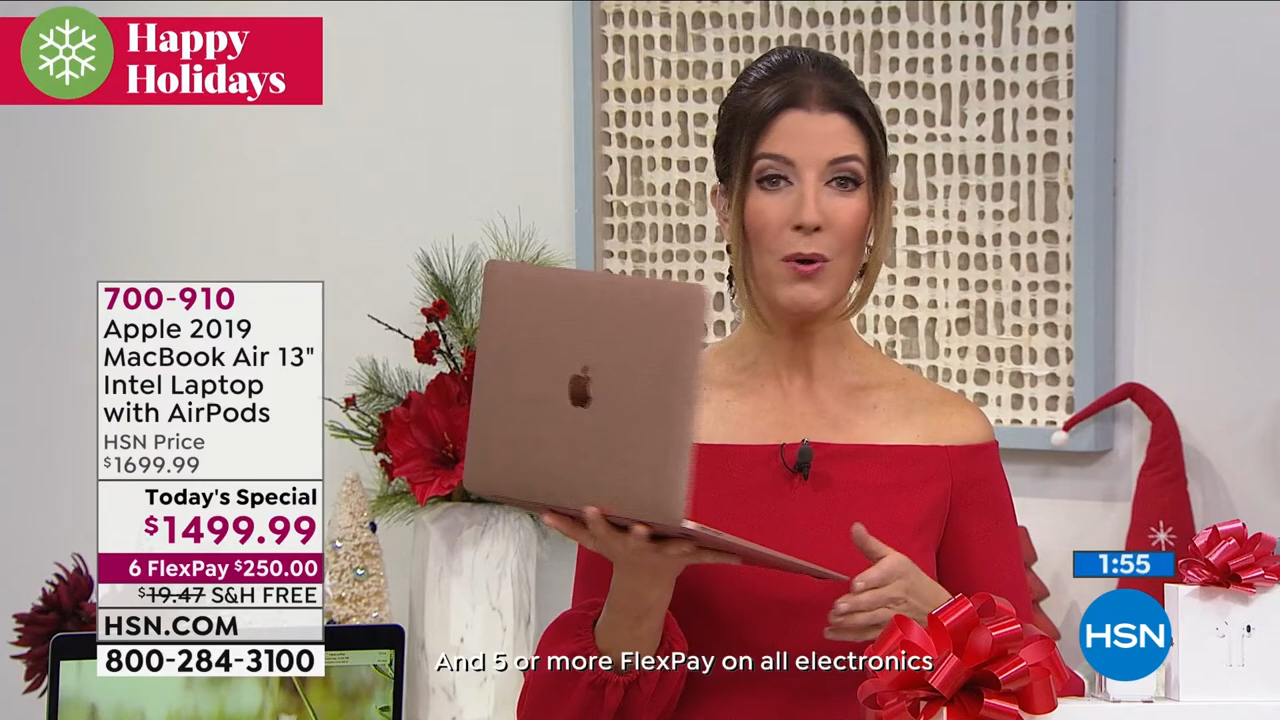 Happy
Holidays
700-910
Apple 2019
MacBook Air 13"
Intel Laptop
with AirPods
HSN Price
$1699.99
Today's Special
$1499.99
6 FlexPay $250.00
$19.47 S&H FREE
HSN.COM
800-284-3100
1:55
HSN
And 5 or more FlexPay on all electronics